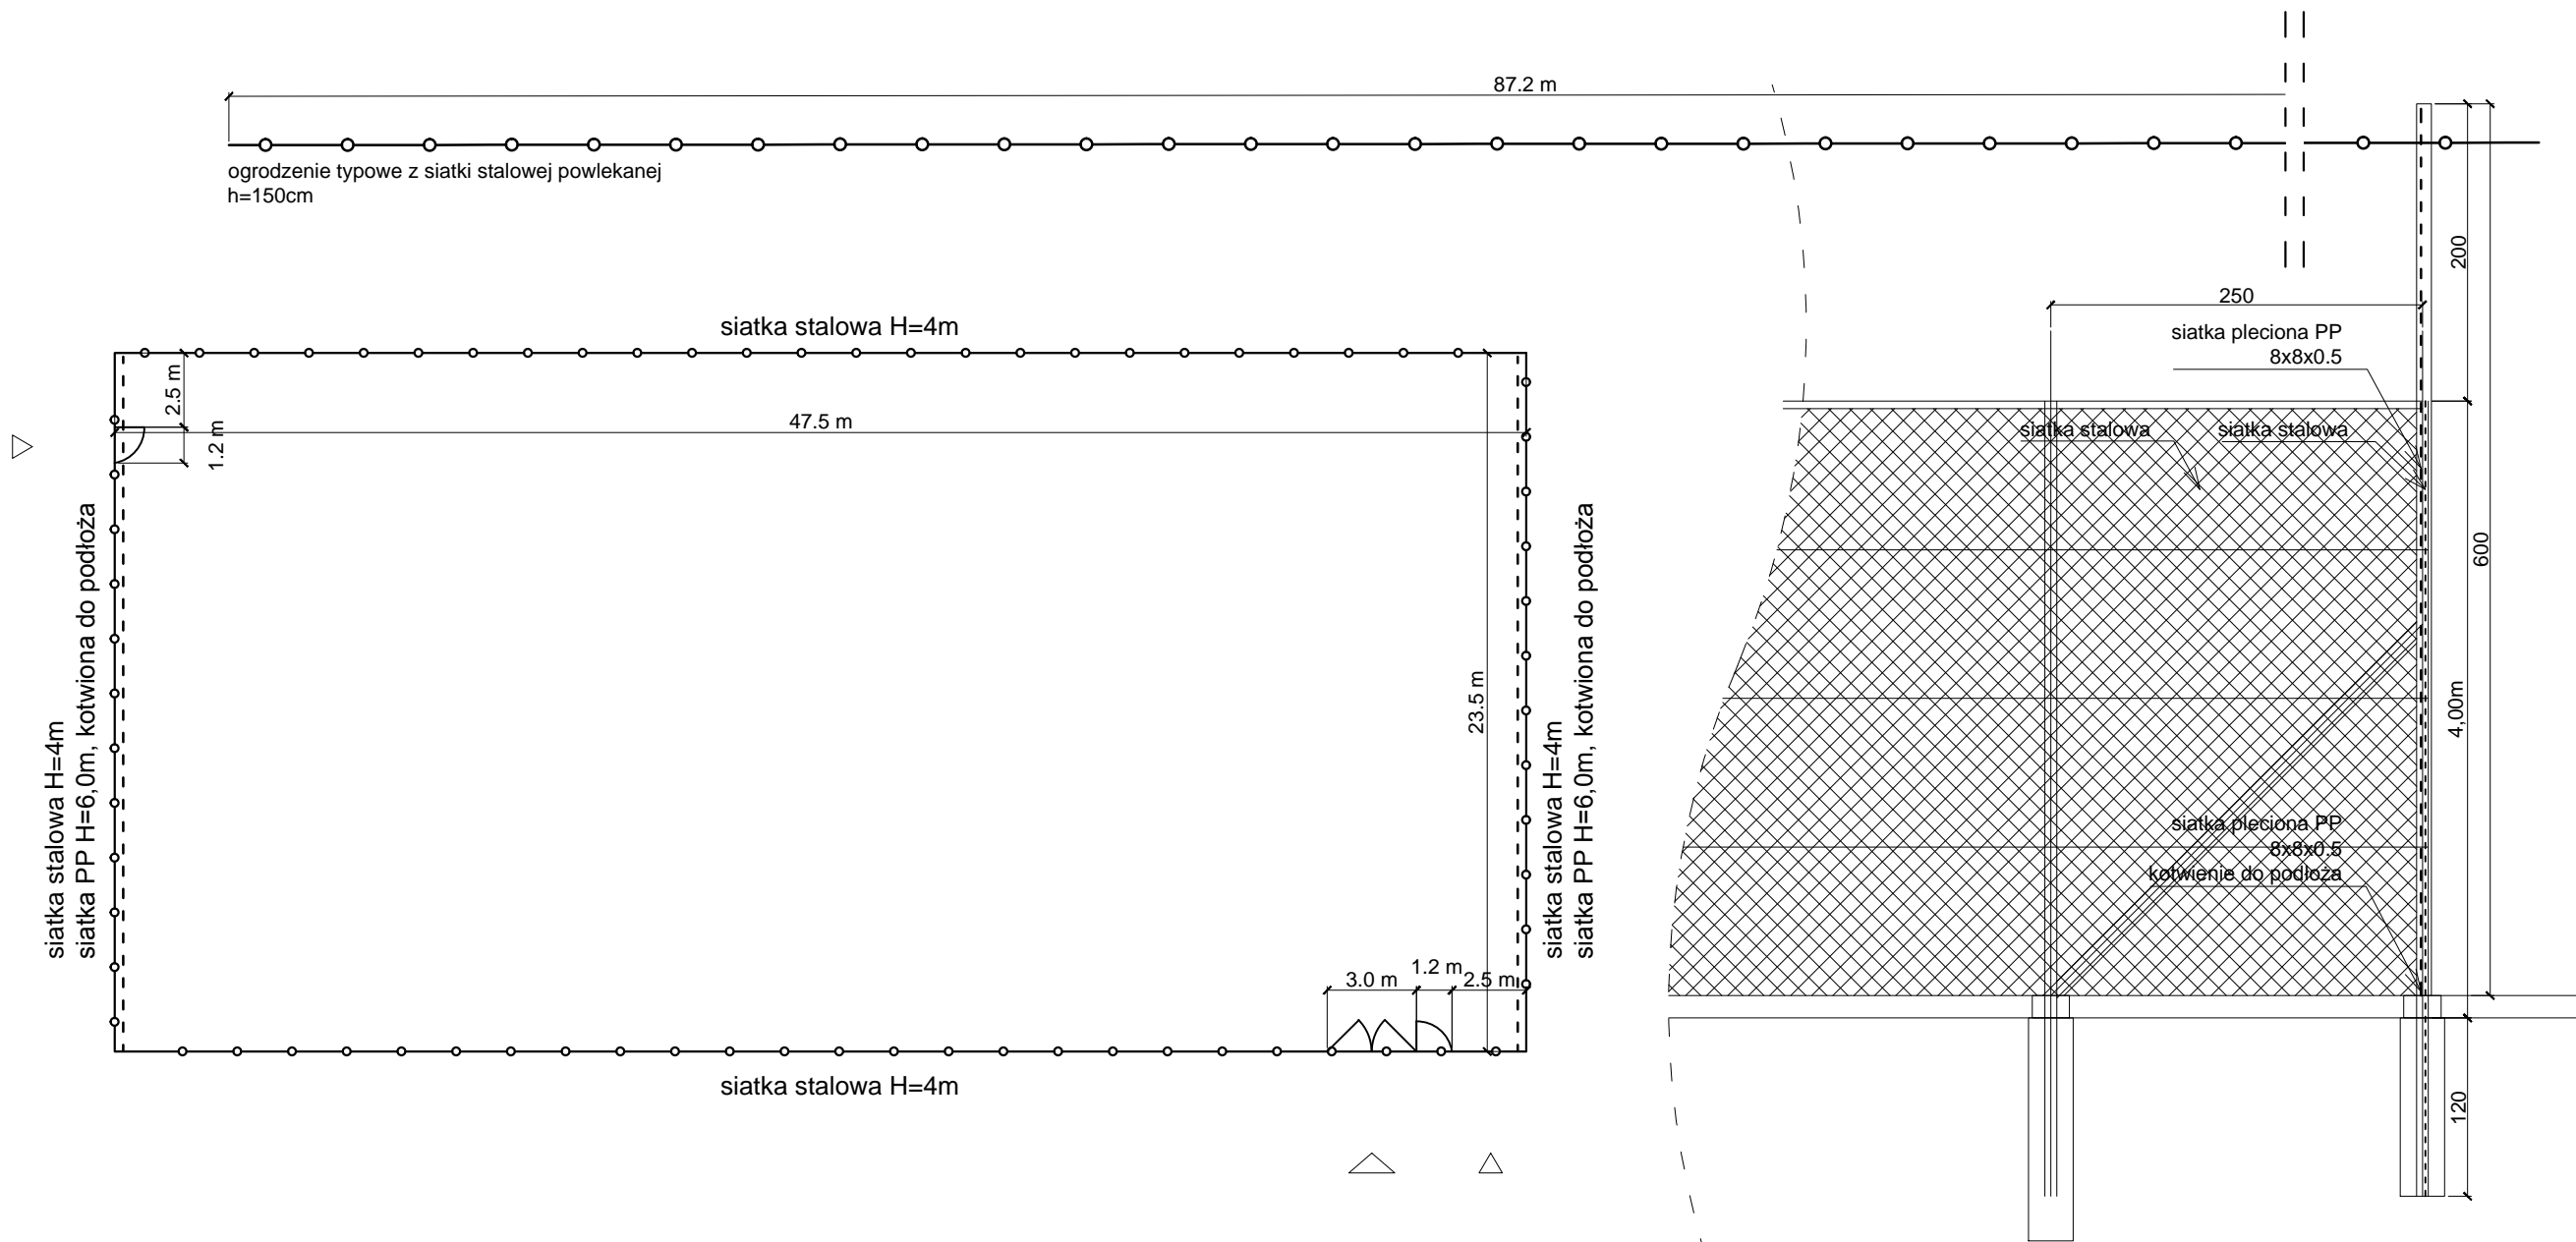 87.2 m
ogrodzenie typowe z siatki stalowej powlekanej
h=150cm
200
250
siatka stalowa H=4m
siatka pleciona PP
8x8x0.5
2.5 m
47.5 m
1.2 m
siatka stalowa
siatka stalowa
600
siatka stalowa H=4m
siatka PP H=6,0m, kotwiona do podłoża
23.5 m
siatka stalowa H=4m
siatka PP H=6,0m, kotwiona do podłoża
4,00m
siatka pleciona PP
8x8x0.5
kotwienie do podłoża
3.0 m
1.2 m
2.5 m
siatka stalowa H=4m
120